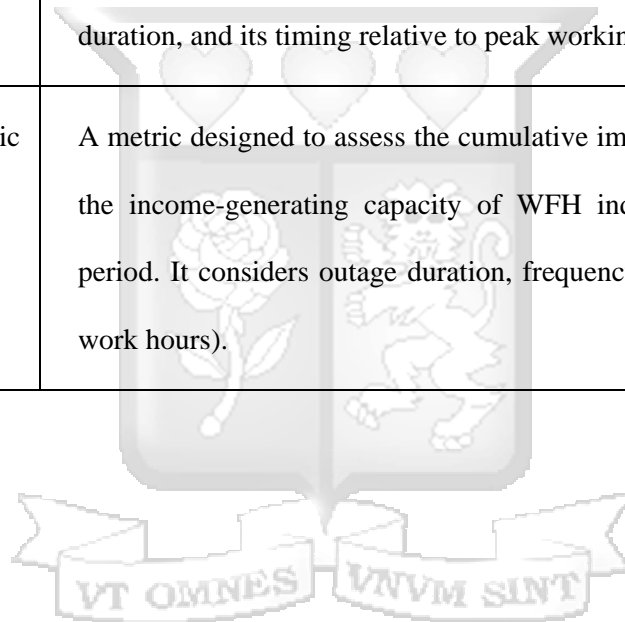 duration, and its timing relative to peak workin
ic
A metric designed to assess the cumulative im
the income-generating capacity of WFH in
period. It considers outage duration, frequenc
work hours).
VT OMNES VNVM SINT